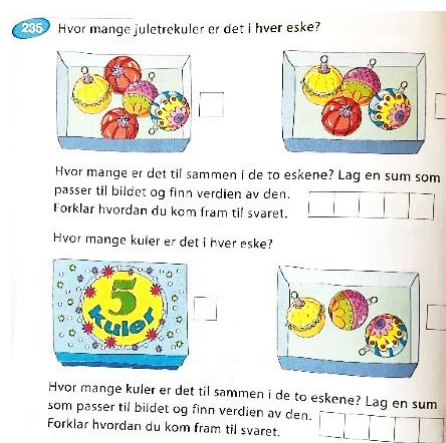 235 Hvor mange juletrekuler er det i hver eske?
Hvor mange er det til sammen i de to eskene? Lag en sum som
passer til bildet og finn verdien av den.
Forklar hvordan du kom fram til svaret.
Hvor mange kuler er det i hver eske?
5
kuler
Hvor mange kuler er det til sammen i de to eskene? Lag en sum
som passer til bildet og finn verdien av den.
Forklar hvordan du kom fram til svaret.